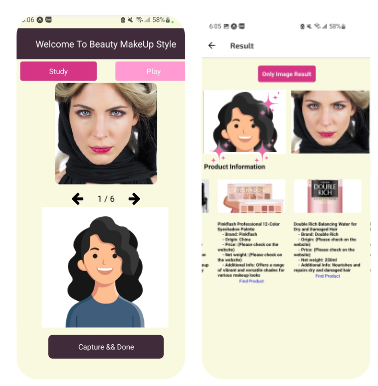 :06
58%
Welcome To Beauty MakeUp Style
Study
Play
1 / 6
Capture && Done
6:05
58%
Result
Only Image Result
Product Information
Pinkflash Professional 12-Color
Eyeshadow Palette
- Brand: Pinkflash
- Origin: China
- Price: (Please check on
the website)
- Net weight: (Please check
on the website)
- Additional Info: Offers a range
of vibrant and versatile shades for
various makeup looks
Find Product
DOUBLE
RICH
Double Rich Balancing Water for
Dry and Damaged Hair
- Brand: Double Rich
- Origin: (Please check on the
website)
- Price: (Please check on the
website)
- Net weight: 250ml
- Additional Info: Nourishes and
repairs dry and damaged hair
Find Product